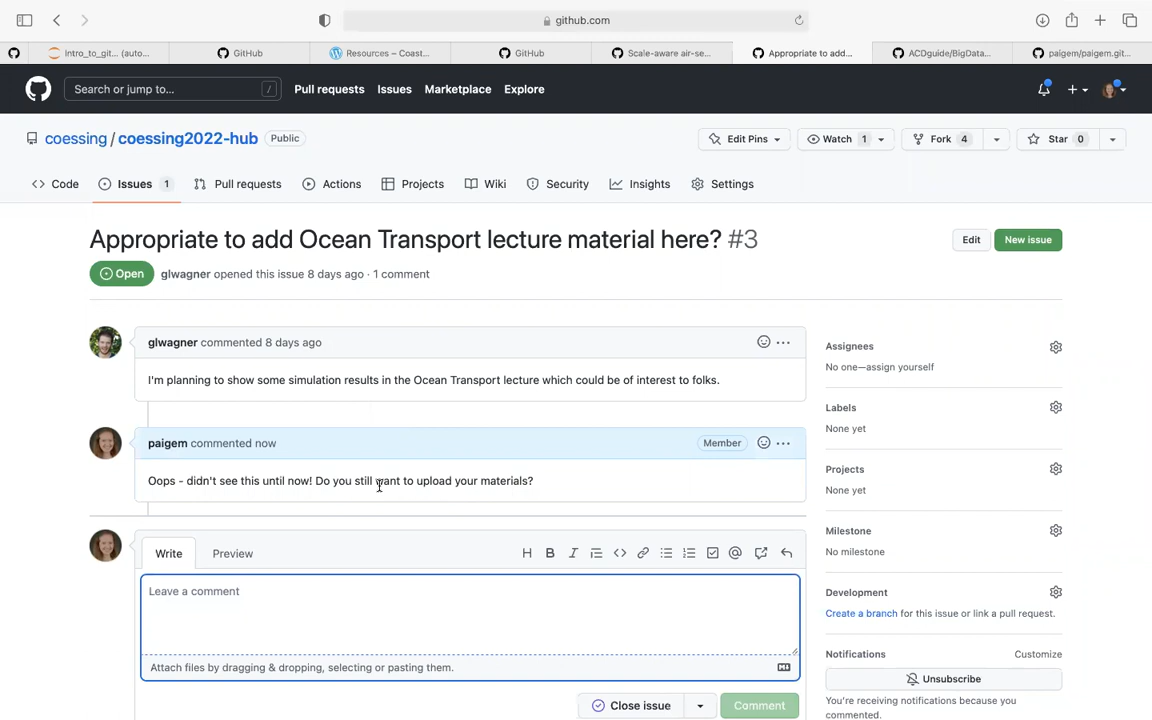 github.com
intro_to_git... (auto...
GitHub
Resources – Coast...
GitHub
Scale-aware air-se...
Appropriate to add...
ACDguide/BigData...
paigem/paigem.git...
Search or jump to...
/
Pull requests
Issues
Marketplace
Explore
coessing / coessing2022-hub
Public
Edit Pins
Watch 1
Fork 4
Star 0
Code
Issues 1
Pull requests
Actions
Projects
Wiki
Security
Insights
Settings
Appropriate to add Ocean Transport lecture material here? #3
Edit
New issue
Open
glwagner opened this issue 8 days ago · 1 comment
glwagner commented 8 days ago
I'm planning to show some simulation results in the Ocean Transport lecture which could be of interest to folks.
paigem commented now
Member
Oops - didn't see this until now! Do you still want to upload your materials?
Write
Preview
Leave a comment
Attach files by dragging & dropping, selecting or pasting them.
Close issue
Comment
Assignees
No one—assign yourself
Labels
None yet
Projects
None yet
Milestone
No milestone
Development
Create a branch for this issue or link a pull request.
Notifications
Customize
Unsubscribe
You're receiving notifications because you
commented.